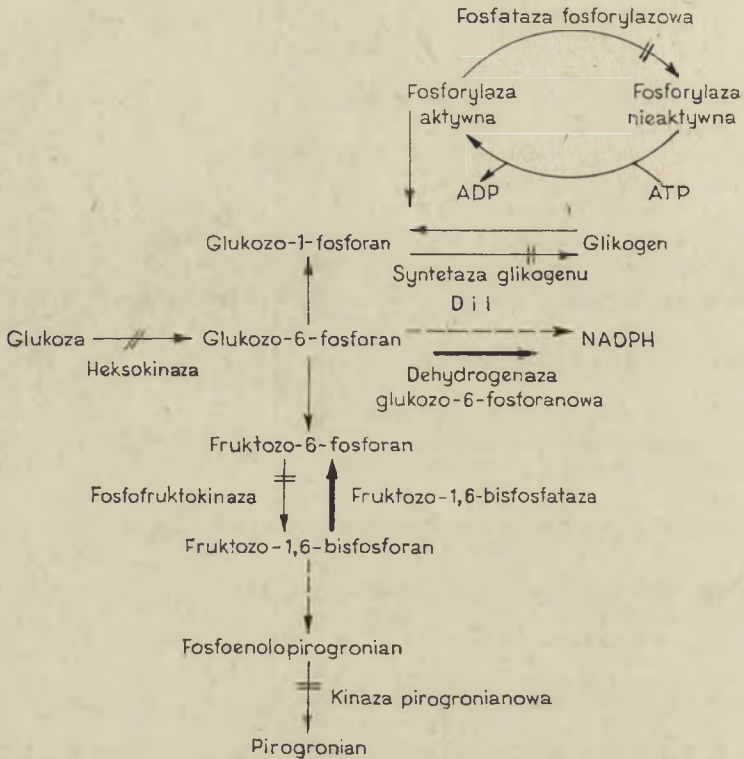 Fosfataza fosforylazowa
Fosforylaza aktywna
Fosforylaza nieaktywna
ADP
ATP
Glukozo-1-fosforan
Glikogen
Syntetaza glikogenu
D i l
Glukoza
Glukozo-6-fosforan
NADPH
Heksokinaza
Dehydrogenaza
glukozo-6-fosforanowa
Fruktozo-6-fosforan
Fosfofruktokinaza
Fruktozo-1,6-bisfosfataza
Fruktozo-1,6-bisfosforan
Fosfoenolopirogronian
Kinaza pirogronianowa
Pirogronian